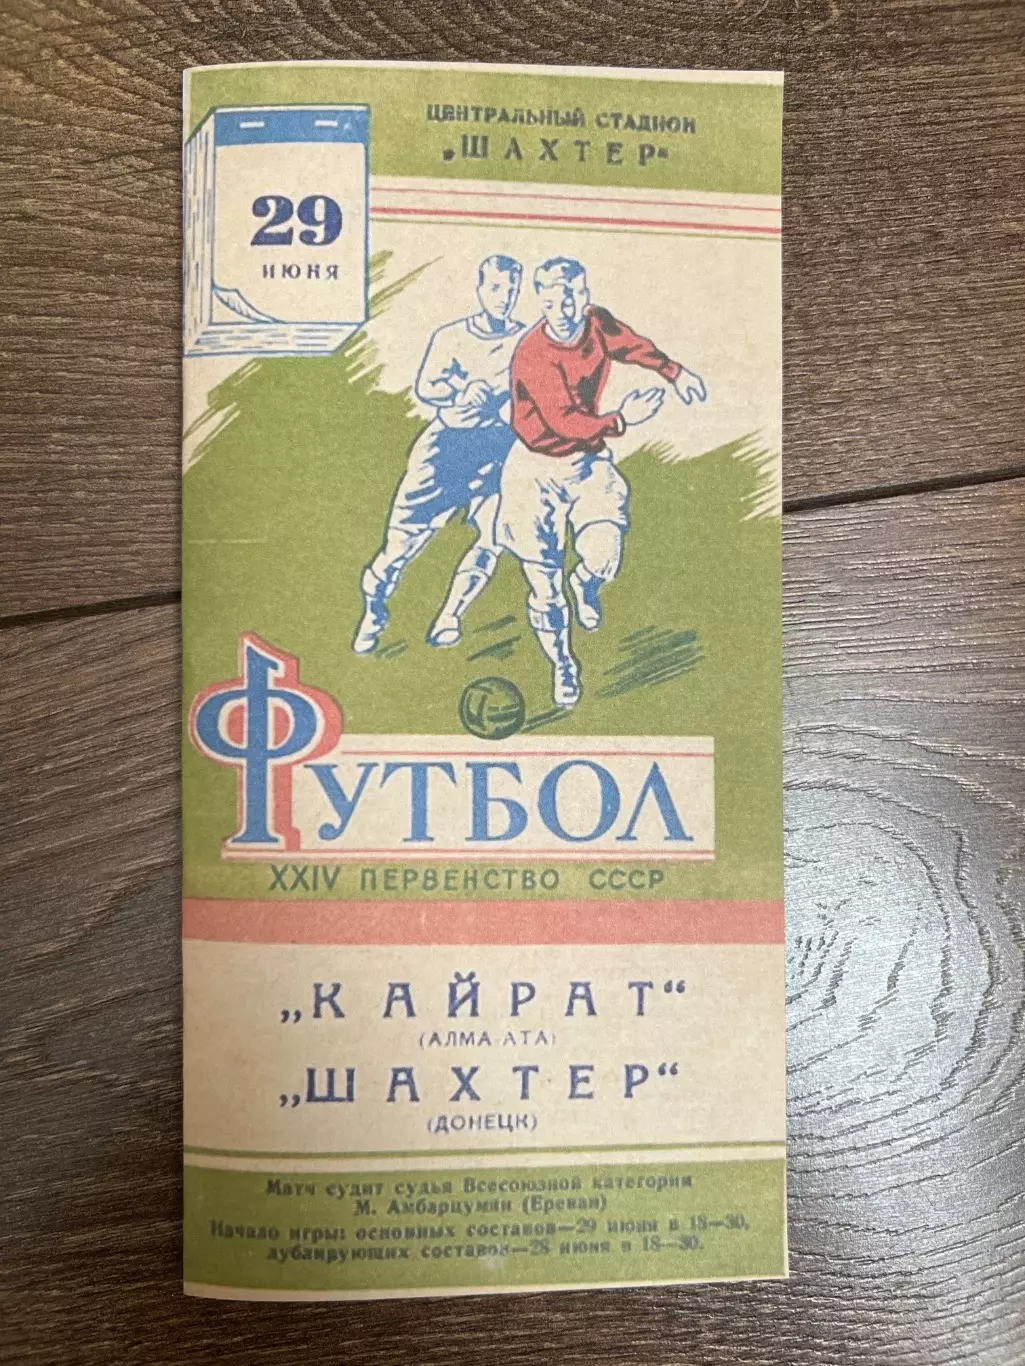 ЦЕНТРАЛЬНЫЙ СТАДИОН
„ШАХТЕР“
29
ИЮНЯ
ФУТБОЛ
XXIV ПЕРВЕНСТВО СССР
„КАЙРАТ“
(АЛМА-АТА)
„ШАХТЕР“
(ДОНЕЦК)
Матч судит судья Всесоюзной категории
М. Амбарцумян (Ереван)
Начало игры: основных составов—29 июня в 18—30,
дублирующих составов—28 июня в 18—30.